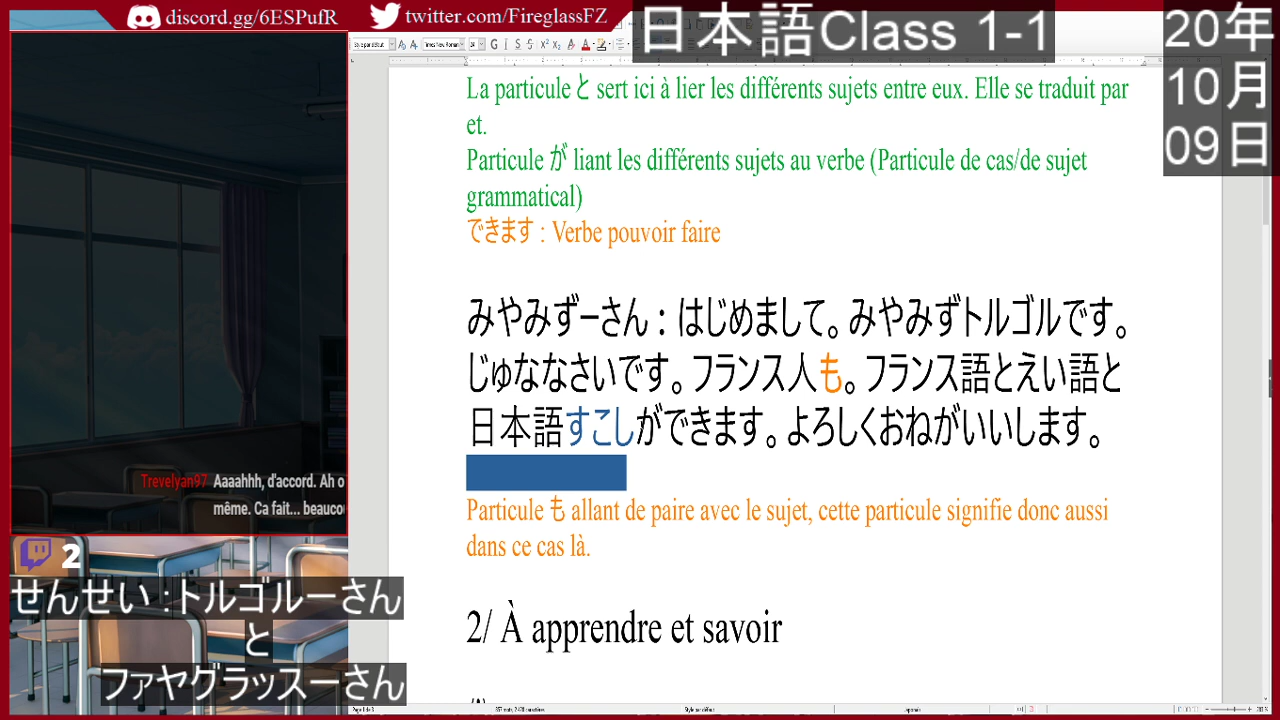 discord.gg/6ESPufR
twitter.com/FireglassFZ
日本語Class 1-1
20年
10月
09日
La particule と sert ici à lier les différents sujets entre eux. Elle se traduit par
et.
Particule が liant les différents sujets au verbe (Particule de cas/de sujet
grammatical)
できます : Verbe pouvoir faire
みやみずーさん : はじめまして。みやみずトルゴルです。
じゅななさいです。フランス人も。フランス語とえい語と
日本語すこしができます。よろしくおねがいいします。
Particule も allant de paire avec le sujet, cette particule signifie donc aussi
dans ce cas là.
2/ À apprendre et savoir
Trevelyan97 Aaaahhh, d'accord. Ah o
même. Ca fait... beaucou
2
せんせい :トルゴルーさん
と
ファヤグラッスーさん